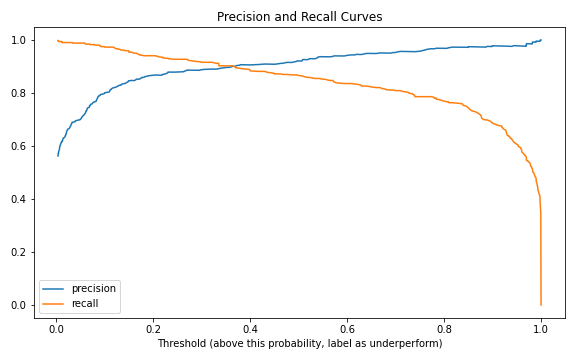 Precision and Recall Curves
1.0
0.8
0.6
0.4
0.2
0.0
precision
recall
0.0 0.2 0.4 0.6 0.8 1.0
Threshold (above this probability, label as underperform)